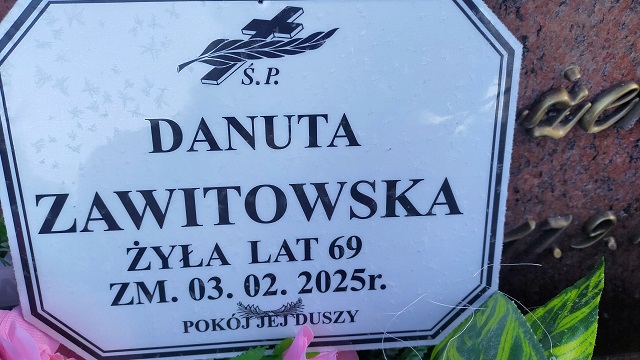 Ś.P.
DANUTA
ZAWITOWSKA
ŻYŁA LAT 69
ZM. 03. 02. 2025r.
POKÓJ JEJ DUSZY